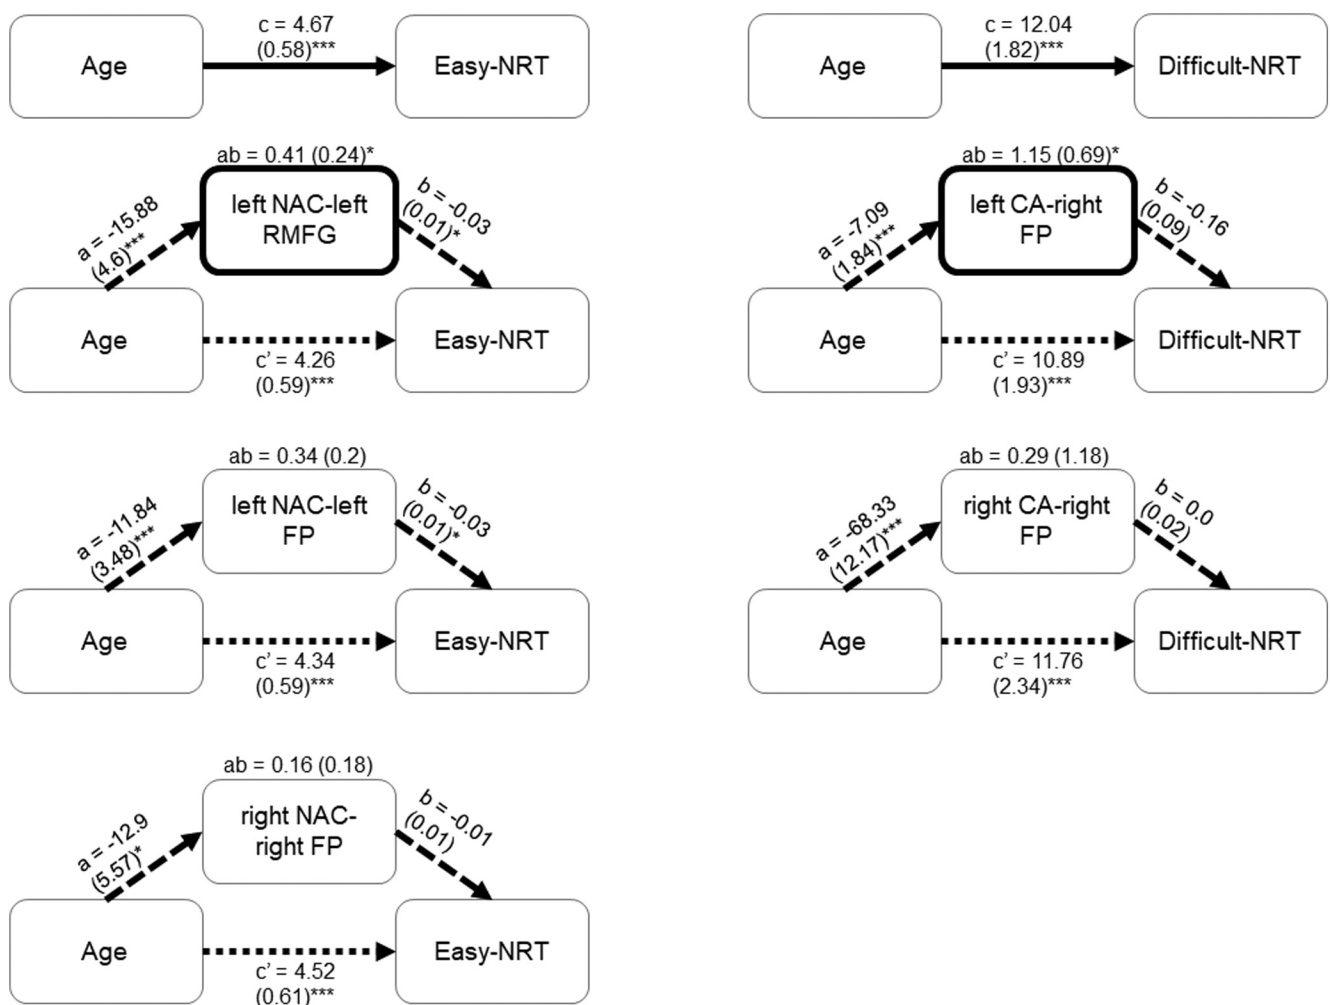 c = 4.67
(0.58)***
Age
Easy-NRT
c = 12.04
(1.82)***
Age
Difficult-NRT
ab = 0.41 (0.24)*
left NAC-left
RMFG
a = -15.88
(4.6)***
b = -0.03
(0.01)*
Age
Easy-NRT
c’ = 4.26
(0.59)***
ab = 1.15 (0.69)*
left CA-right
FP
a = -7.09
(1.84)***
b = -0.16
(0.09)
Age
Difficult-NRT
c’ = 10.89
(1.93)***
ab = 0.34 (0.2)
left NAC-left
FP
a = -11.84
(3.48)***
b = -0.03
(0.01)*
Age
Easy-NRT
c’ = 4.34
(0.59)***
ab = 0.29 (1.18)
right CA-right
FP
a = -68.33
(12.17)***
b = 0.0
(0.02)
Age
Difficult-NRT
c’ = 11.76
(2.34)***
ab = 0.16 (0.18)
right NAC-
right FP
a = -12.9
(5.57)*
b = -0.01
(0.01)
Age
Easy-NRT
c’ = 4.52
(0.61)***